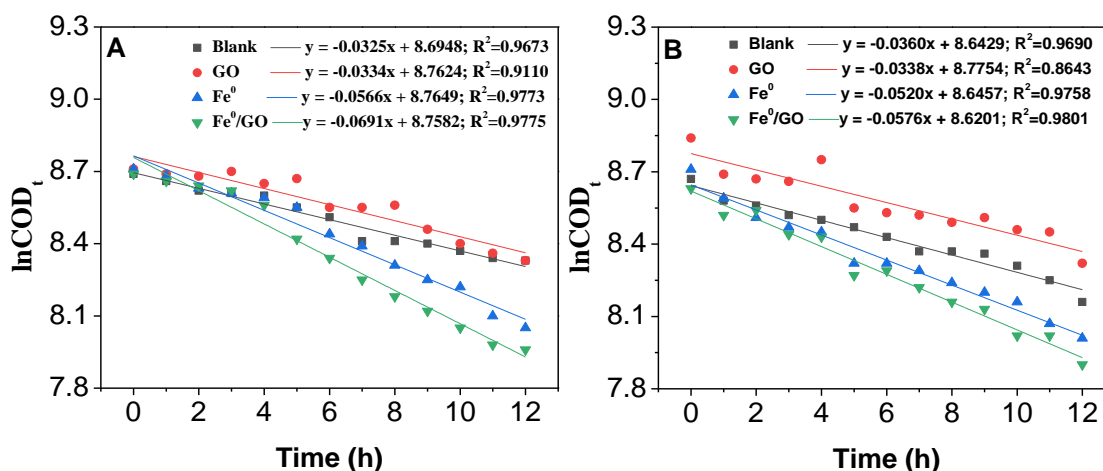 A
Blank y = -0.0325x + 8.6948; R²=0.9673
GO y = -0.0334x + 8.7624; R²=0.9110
Fe⁰ y = -0.0566x + 8.7649; R²=0.9773
Fe⁰/GO y = -0.0691x + 8.7582; R²=0.9775
lnCODₜ
9.3
9.0
8.7
8.4
8.1
7.8
0 2 4 6 8 10 12
Time (h)
B
Blank y = -0.0360x + 8.6429; R²=0.9690
GO y = -0.0338x + 8.7754; R²=0.8643
Fe⁰ y = -0.0520x + 8.6457; R²=0.9758
Fe⁰/GO y = -0.0576x + 8.6201; R²=0.9801
lnCODₜ
9.3
9.0
8.7
8.4
8.1
7.8
0 2 4 6 8 10 12
Time (h)